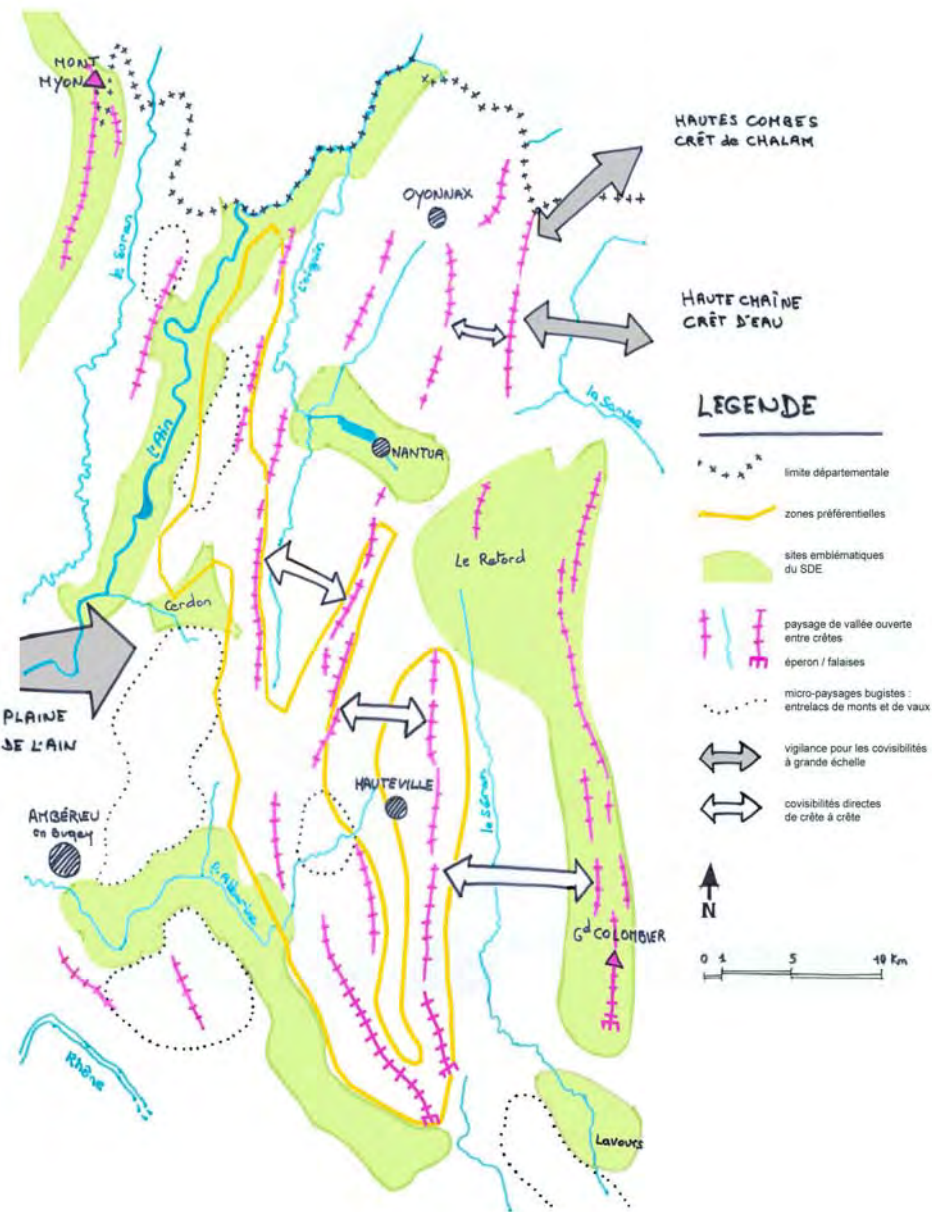 MONT
MYON
HAUTES COMBES
CRÊT de CHALAM
OYONNAX
le Suran
L'oignin
HAUTE CHAÎNE
CRÊT D'EAU
la Semine
L'Ain
NANTUA
LEGENDE
limite départementale
zones préférentielles
sites emblématiques
du SDE
paysage de vallée ouverte
entre crêtes
éperon / falaises
micro-paysages bugistes :
entrelacs de monts et de vaux
vigilance pour les covisibilités
à grande échelle
covisibilités directes
de crête à crête
N
0 1 5 10 Km
Le Retord
Cerdon
PLAINE
DE L'AIN
HAUTEVILLE
le Séran
AMBÉRIEU
en Bugey
L'Albarine
Gd COLOMBIER
Rhône
Lavours